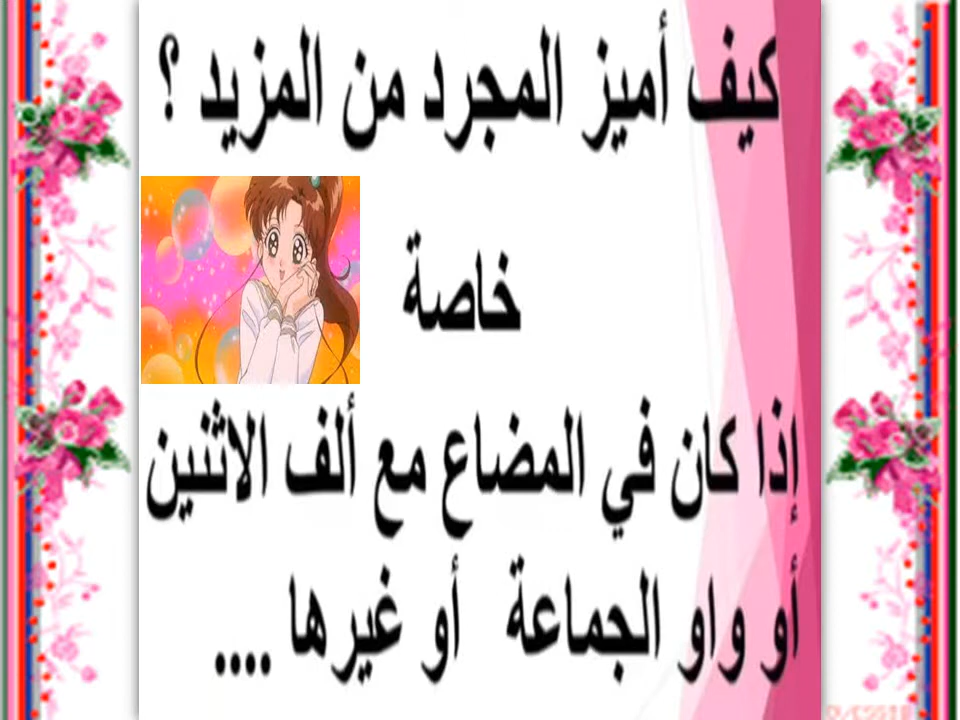 كيف أميز المجرد من المزيد ؟
خاصة
إذا كان في المضاع مع ألف الاثنين
أو واو الجماعة أو غيرها ....